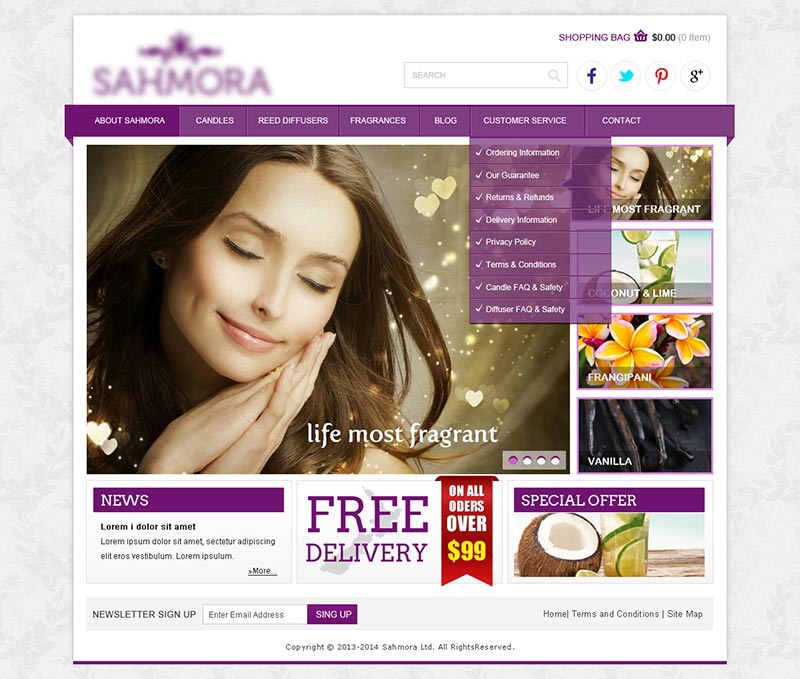 SHOPPING BAG $0.00 (0 Item)
SAHMORA
SEARCH
f
g+
ABOUT SAHMORA CANDLES REED DIFFUSERS FRAGRANCES BLOG CUSTOMER SERVICE CONTACT
Ordering Information
Our Guarantee
Returns & Refunds
Delivery Information
Privacy Policy
Terms & Conditions
Candle FAQ & Safety
Diffuser FAQ & Safety
life most fragrant
LIFE MOST FRAGRANT
COCONUT & LIME
FRANGIPANI
VANILLA
NEWS
Lorem i dolor sit amet
Lorem ipsum dolor sit amet, sectetur adipiscing
elit eros vestibulum. Lorem ipsulum.
»More...
FREE
DELIVERY
ON ALL
ODERS
OVER
$99
SPECIAL OFFER
NEWSLETTER SIGN UP Enter Email Address SING UP
Home| Terms and Conditions | Site Map
Copyright © 2013-2014 Sahmora Ltd. All RightsReserved.